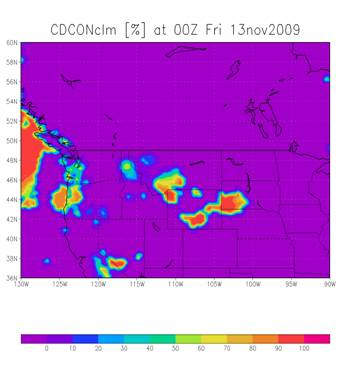 CDCONclm [%] at 00Z Fri 13nov2009
60N
58N
56N
54N
52N
50N
48N
46N
44N
42N
40N
38N
36N
130W 125W 120W 115W 110W 105W 100W 95W 90W
0 10 20 30 40 50 60 70 80 90 100